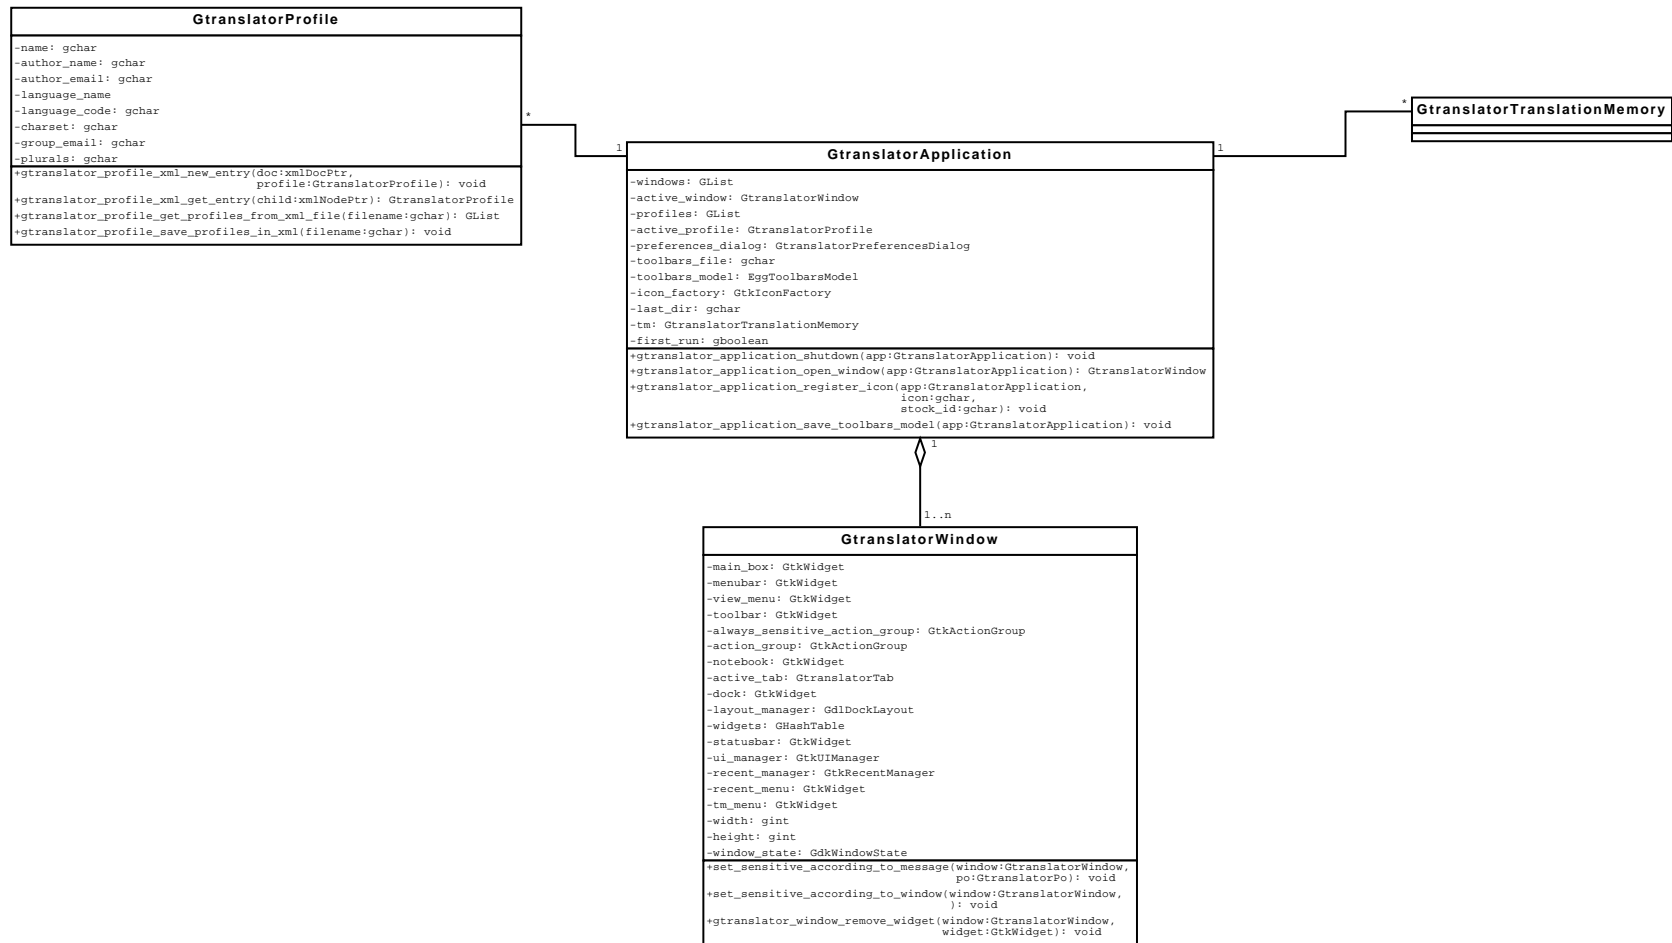 GtranslatorProfile
-name: gchar
-author_name: gchar
-author_email: gchar
-language_name
-language_code: gchar
-charset: gchar
-group_email: gchar
-plurals: gchar
+gtranslator_profile_xml_new_entry(doc:xmlDocPtr,
profile:GtranslatorProfile): void
+gtranslator_profile_xml_get_entry(child:xmlNodePtr): GtranslatorProfile
+gtranslator_profile_get_profiles_from_xml_file(filename:gchar): GList
+gtranslator_profile_save_profiles_in_xml(filename:gchar): void
*
1
GtranslatorApplication
-windows: GList
-active_window: GtranslatorWindow
-profiles: GList
-active_profile: GtranslatorProfile
-preferences_dialog: GtranslatorPreferencesDialog
-toolbars_file: gchar
-toolbars_model: EggToolbarsModel
-icon_factory: GtkIconFactory
-last_dir: gchar
-tm: GtranslatorTranslationMemory
-first_run: gboolean
+gtranslator_application_shutdown(app:GtranslatorApplication): void
+gtranslator_application_open_window(app:GtranslatorApplication): GtranslatorWindow
+gtranslator_application_register_icon(app:GtranslatorApplication,
icon:gchar,
stock_id:gchar): void
+gtranslator_application_save_toolbars_model(app:GtranslatorApplication): void
1
*
GtranslatorTranslationMemory
1
1..n
GtranslatorWindow
-main_box: GtkWidget
-menubar: GtkWidget
-view_menu: GtkWidget
-toolbar: GtkWidget
-always_sensitive_action_group: GtkActionGroup
-action_group: GtkActionGroup
-notebook: GtkWidget
-active_tab: GtranslatorTab
-dock: GtkWidget
-layout_manager: GdlDockLayout
-widgets: GHashTable
-statusbar: GtkWidget
-ui_manager: GtkUIManager
-recent_manager: GtkRecentManager
-recent_menu: GtkWidget
-tm_menu: GtkWidget
-width: gint
-height: gint
-window_state: GdkWindowState
+set_sensitive_according_to_message(window:GtranslatorWindow,
po:GtranslatorPo): void
+set_sensitive_according_to_window(window:GtranslatorWindow,
): void
+gtranslator_window_remove_widget(window:GtranslatorWindow,
widget:GtkWidget): void